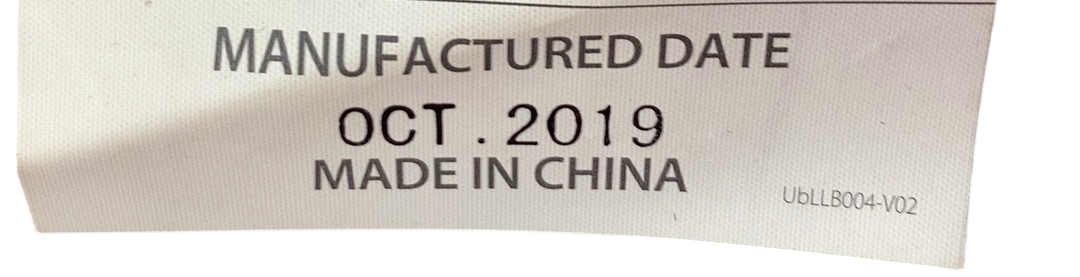 MANUFACTURED DATE
OCT . 2019
MADE IN CHINA
UbLLB004-V02